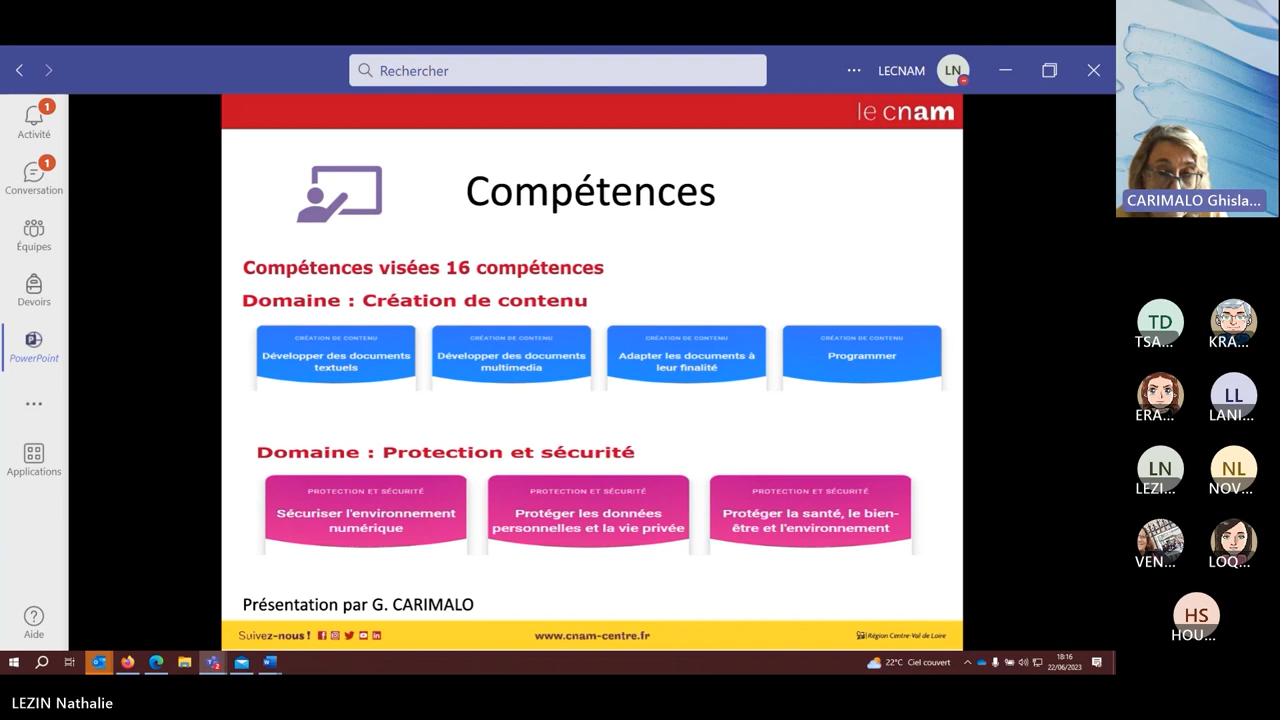 Rechercher
LECNAM
LN
1
Activité
1
Conversation
Équipes
Devoirs
PowerPoint
Applications
Aide
le cnam
Compétences
Compétences visées 16 compétences
Domaine : Création de contenu
CRÉATION DE CONTENU
Développer des documents
textuels
CRÉATION DE CONTENU
Développer des documents
multimedia
CRÉATION DE CONTENU
Adapter les documents à
leur finalité
CRÉATION DE CONTENU
Programmer
Domaine : Protection et sécurité
PROTECTION ET SÉCURITÉ
Sécuriser l'environnement
numérique
PROTECTION ET SÉCURITÉ
Protéger les données
personnelles et la vie privée
PROTECTION ET SÉCURITÉ
Protéger la santé, le bien-
être et l'environnement
Présentation par G. CARIMALO
Suivez-nous !
www.cnam-centre.fr
Région Centre-Val de Loire
22°C Ciel couvert
18:16
22/06/2023
CARIMALO Ghisla...
TD
TSA...
KRA...
ERA...
LL
LANI...
LN
LEZI...
NL
NOV...
VEN...
LOQ...
HS
HOU...
LEZIN Nathalie